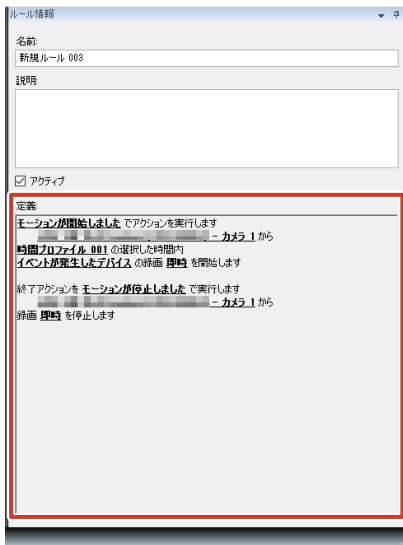 ルール情報
名前:
新規ルール 003
説明:
アクティブ
定義:
モーションが開始しました でアクションを実行します
- カメラ 1 から
時間プロファイル 001 の選択した時間内
イベントが発生したデバイス の録画 即時 を開始します
終了アクションを モーションが停止しました で実行します
- カメラ 1 から
録画 即時 を停止します